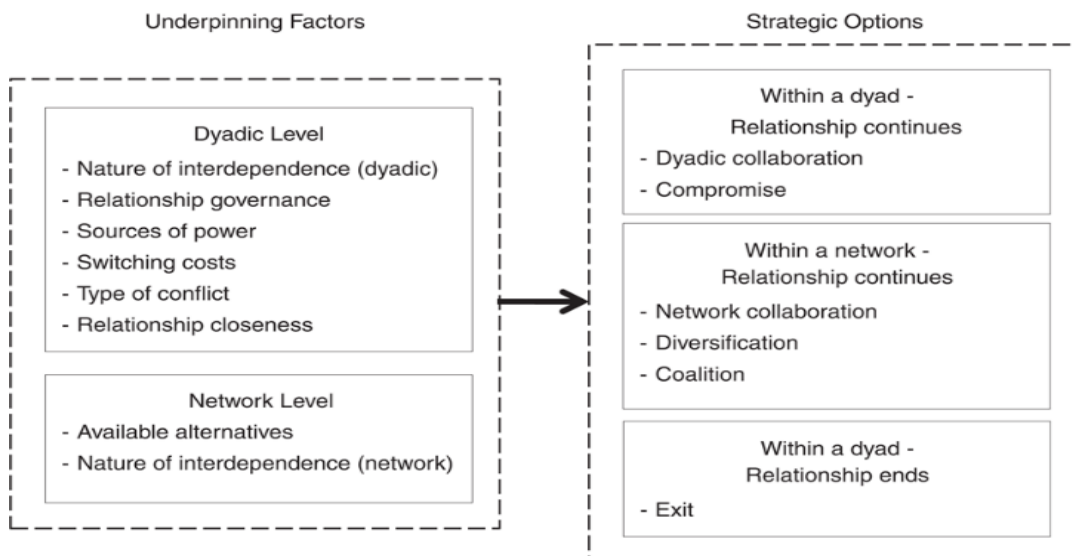 Underpinning Factors
Dyadic Level
- Nature of interdependence (dyadic)
- Relationship governance
- Sources of power
- Switching costs
- Type of conflict
- Relationship closeness
Network Level
- Available alternatives
- Nature of interdependence (network)
Strategic Options
Within a dyad -
Relationship continues
- Dyadic collaboration
- Compromise
Within a network -
Relationship continues
- Network collaboration
- Diversification
- Coalition
Within a dyad -
Relationship ends
- Exit